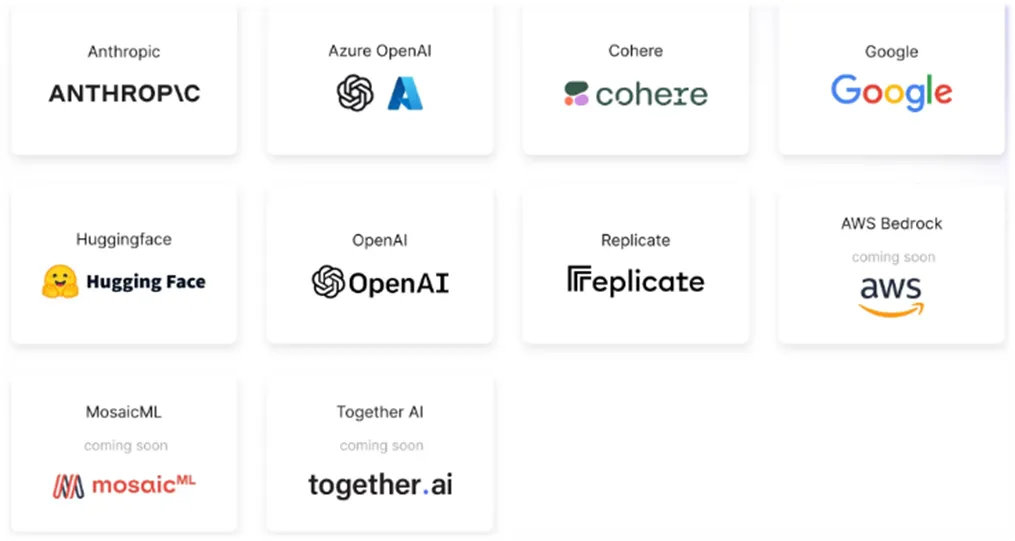 Anthropic
ANTHROP\C
Azure OpenAI
Cohere
cohere
Google
Google
Huggingface
Hugging Face
OpenAI
OpenAI
Replicate
Replicate
AWS Bedrock
coming soon
aws
MosaicML
coming soon
mosaicML
Together AI
coming soon
together.ai